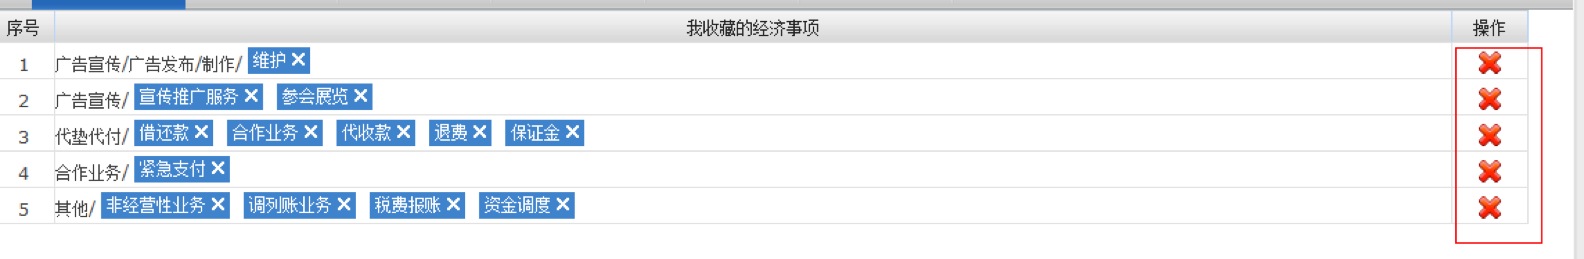 序号 我收藏的经济事项 操作
1 广告宣传/广告发布/制作/ 维护
2 广告宣传/ 宣传推广服务 参会展览
3 代垫代付/ 借还款 合作业务 代收款 退费 保证金
4 合作业务/ 紧急支付
5 其他/ 非经营性业务 调列账业务 税费报账 资金调度